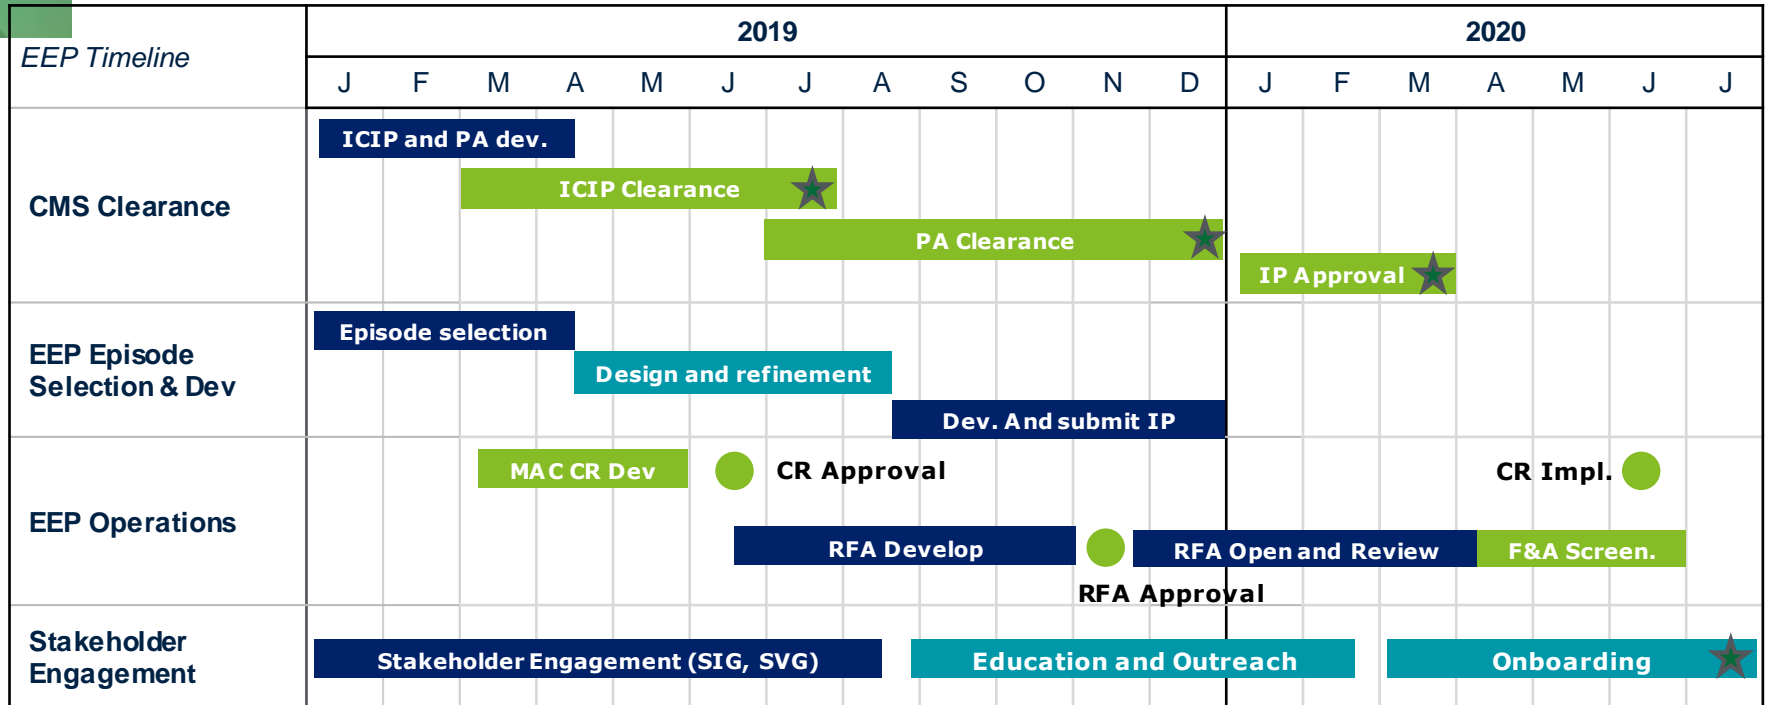 EEP Timeline
2019
2020
J F M A M J J A S O N D J F M A M J J
CMS Clearance
ICIP and PA dev.
ICIP Clearance
PA Clearance
IP Approval
EEP Episode
Selection & Dev
Episode selection
Design and refinement
Dev. And submit IP
EEP Operations
MAC CR Dev
CR Approval
CR Impl.
RFA Develop
RFA Approval
RFA Open and Review
F&A Screen.
Stakeholder
Engagement
Stakeholder Engagement (SIG, SVG)
Education and Outreach
Onboarding